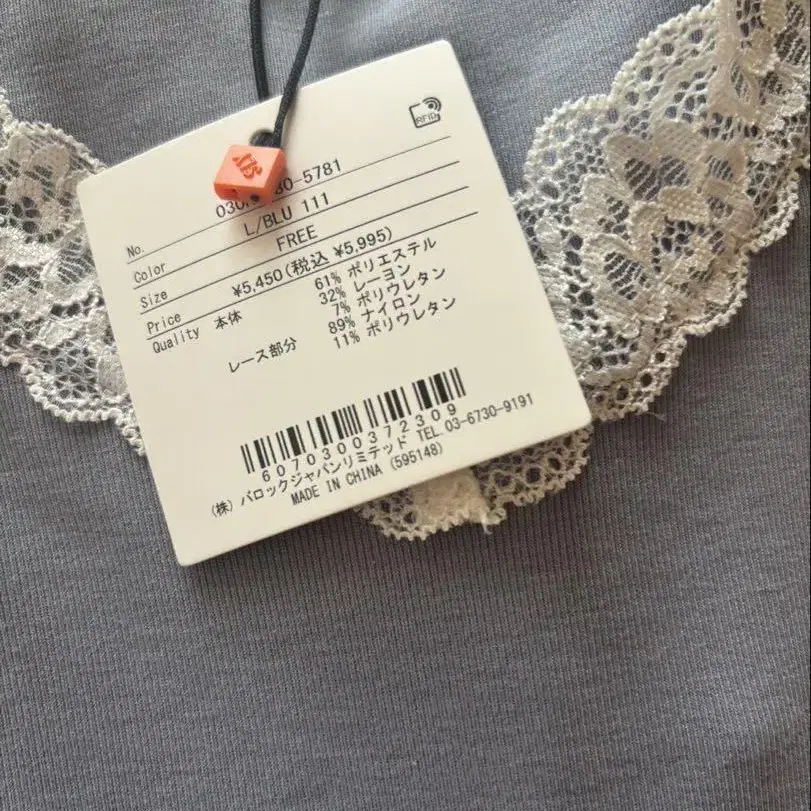 RFID
SLY
No. 030 30-5781
Color L/BLU 111
Size FREE
Price ¥5,450(税込 ¥5,995)
Quality 本体 61% ポリエステル
32% レーヨン
7% ポリウレタン
レース部分 89% ナイロン
11% ポリウレタン
6070300372309
(株) バロックジャパンリミテッド TEL.03-6730-9191
MADE IN CHINA (595148)